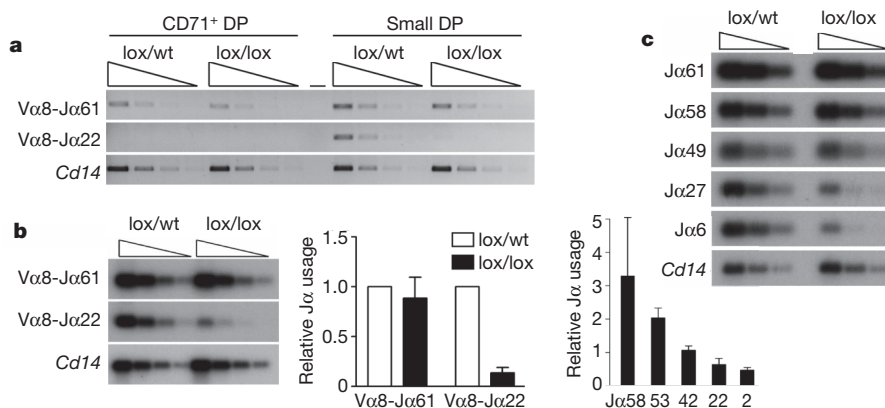 a
CD71⁺ DP
Small DP
lox/wt
lox/lox
lox/wt
lox/lox
Vα8-Jα61
Vα8-Jα22
Cd14
b
lox/wt
lox/lox
Vα8-Jα61
Vα8-Jα22
Cd14
Relative Jα usage
1.5
1.0
0.5
0
lox/wt
lox/lox
Vα8-Jα61
Vα8-Jα22
c
lox/wt
lox/lox
Jα61
Jα58
Jα49
Jα27
Jα6
Cd14
Relative Jα usage
5
4
3
2
1
0
Jα58 53 42 22 2